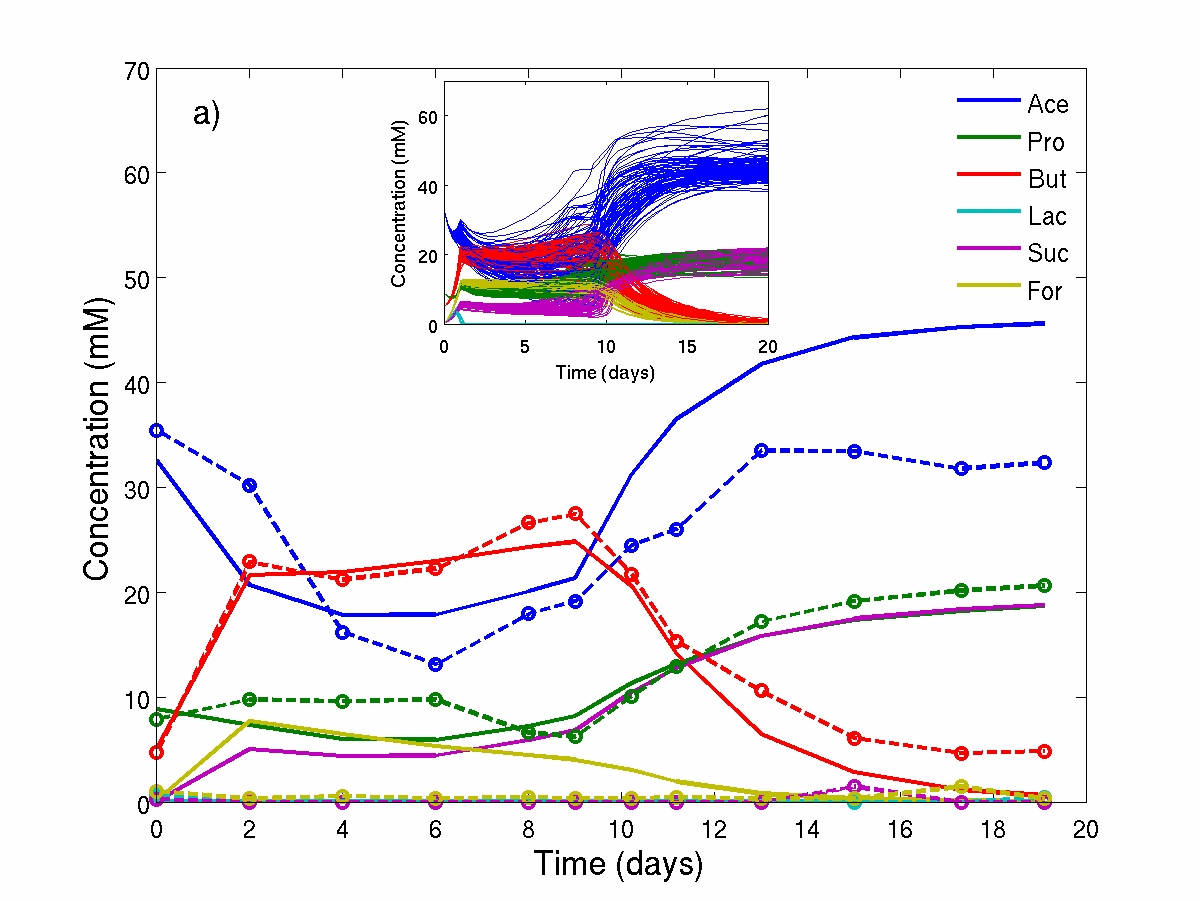 a)
70
60
50
40
30
20
10
0
Concentration (mM)
0 2 4 6 8 10 12 14 16 18 20
Time (days)
60
40
20
0
Concentration (mM)
0 5 10 15 20
Time (days)
Ace
Pro
But
Lac
Suc
For